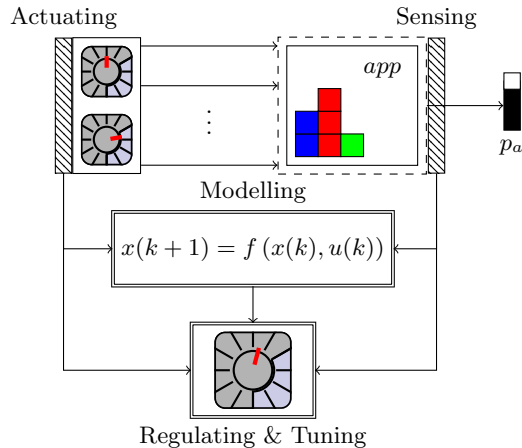 Actuating
Sensing
app
⋮
p_a
Modelling
x(k + 1) = f (x(k), u(k))
Regulating & Tuning